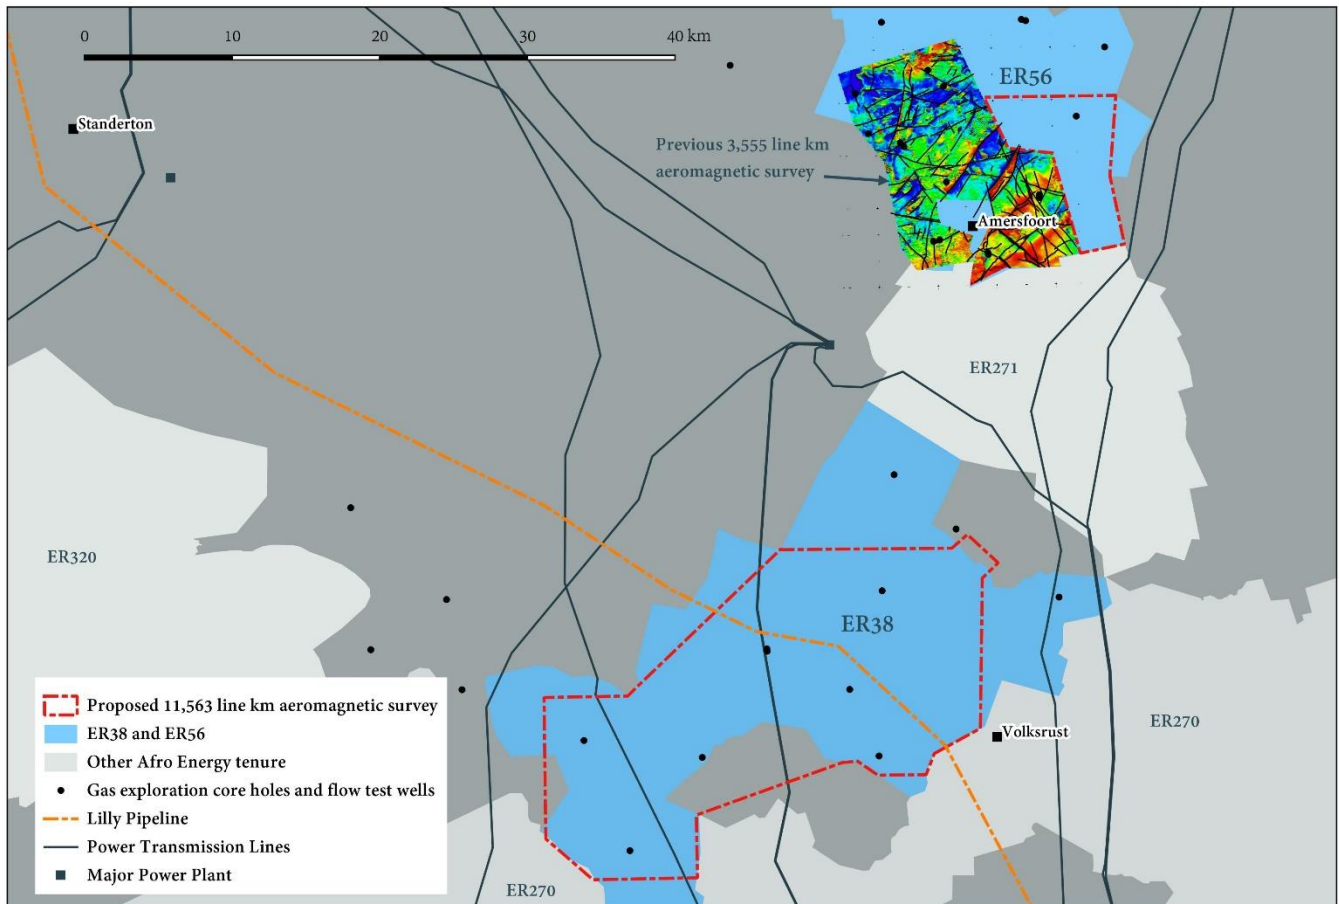 0 10 20 30 40 km
ER56
Standerton
Previous 3,555 line km
aeromagnetic survey
Amersfoort
ER271
ER320
ER38
ER270
Volksrust
Proposed 11,563 line km aeromagnetic survey
ER38 and ER56
Other Afro Energy tenure
Gas exploration core holes and flow test wells
Lilly Pipeline
Power Transmission Lines
Major Power Plant
ER270